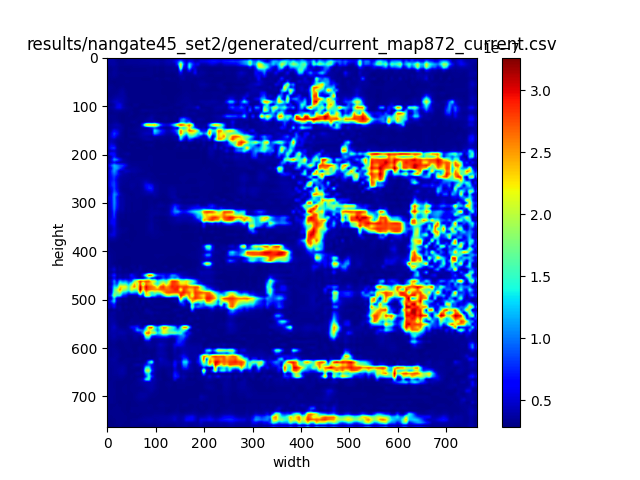 results/nangate45_set2/generated/current_map872_current.csv
1e−7
0
100
200
300
400
500
600
700
height
0 100 200 300 400 500 600 700
width
3.0
2.5
2.0
1.5
1.0
0.5